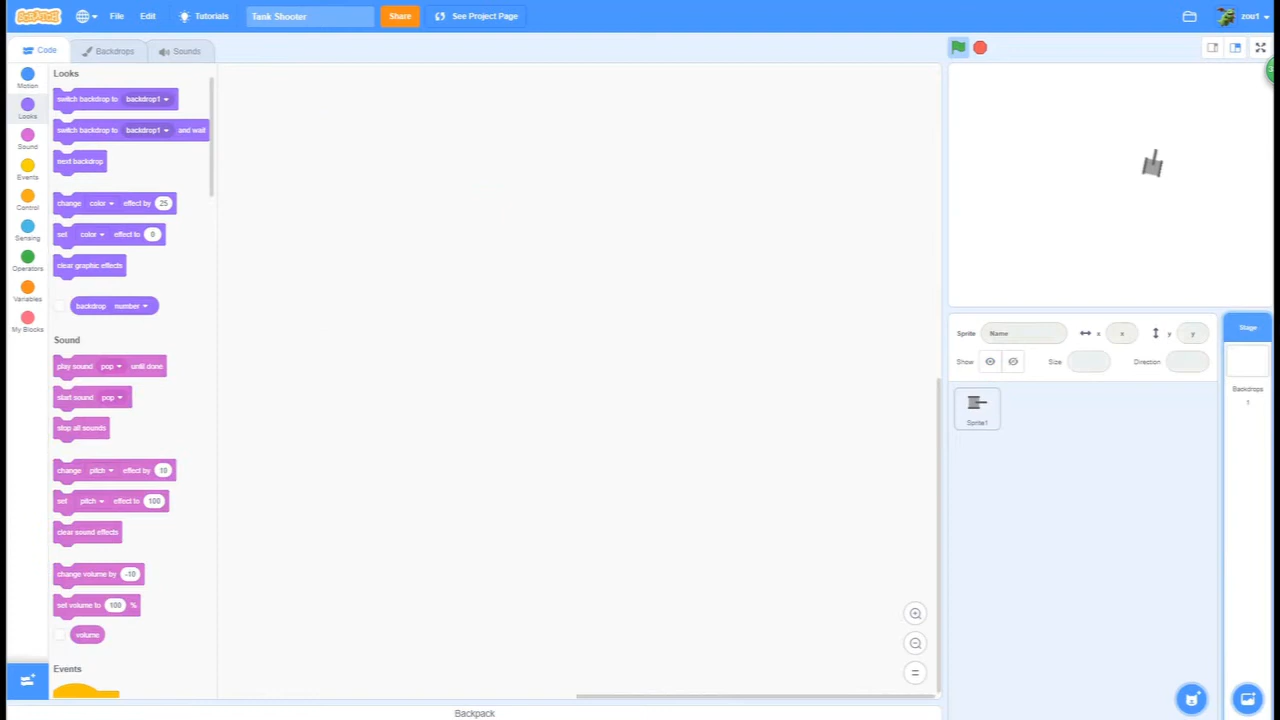 SCRATCH
File
Edit
Tutorials
Tank Shooter
Share
See Project Page
zou1
Code
Backdrops
Sounds
Motion
Looks
Sound
Events
Control
Sensing
Operators
Variables
My Blocks
Looks
switch backdrop to backdrop1
switch backdrop to backdrop1 and wait
next backdrop
change color effect by 25
set color effect to 0
clear graphic effects
backdrop number
Sound
play sound pop until done
start sound pop
stop all sounds
change pitch effect by 10
set pitch effect to 100
clear sound effects
change volume by -10
set volume to 100 %
volume
Events
Sprite
Name
x
x
y
y
Show
Size
Direction
Sprite1
Stage
Backdrops
1
Backpack